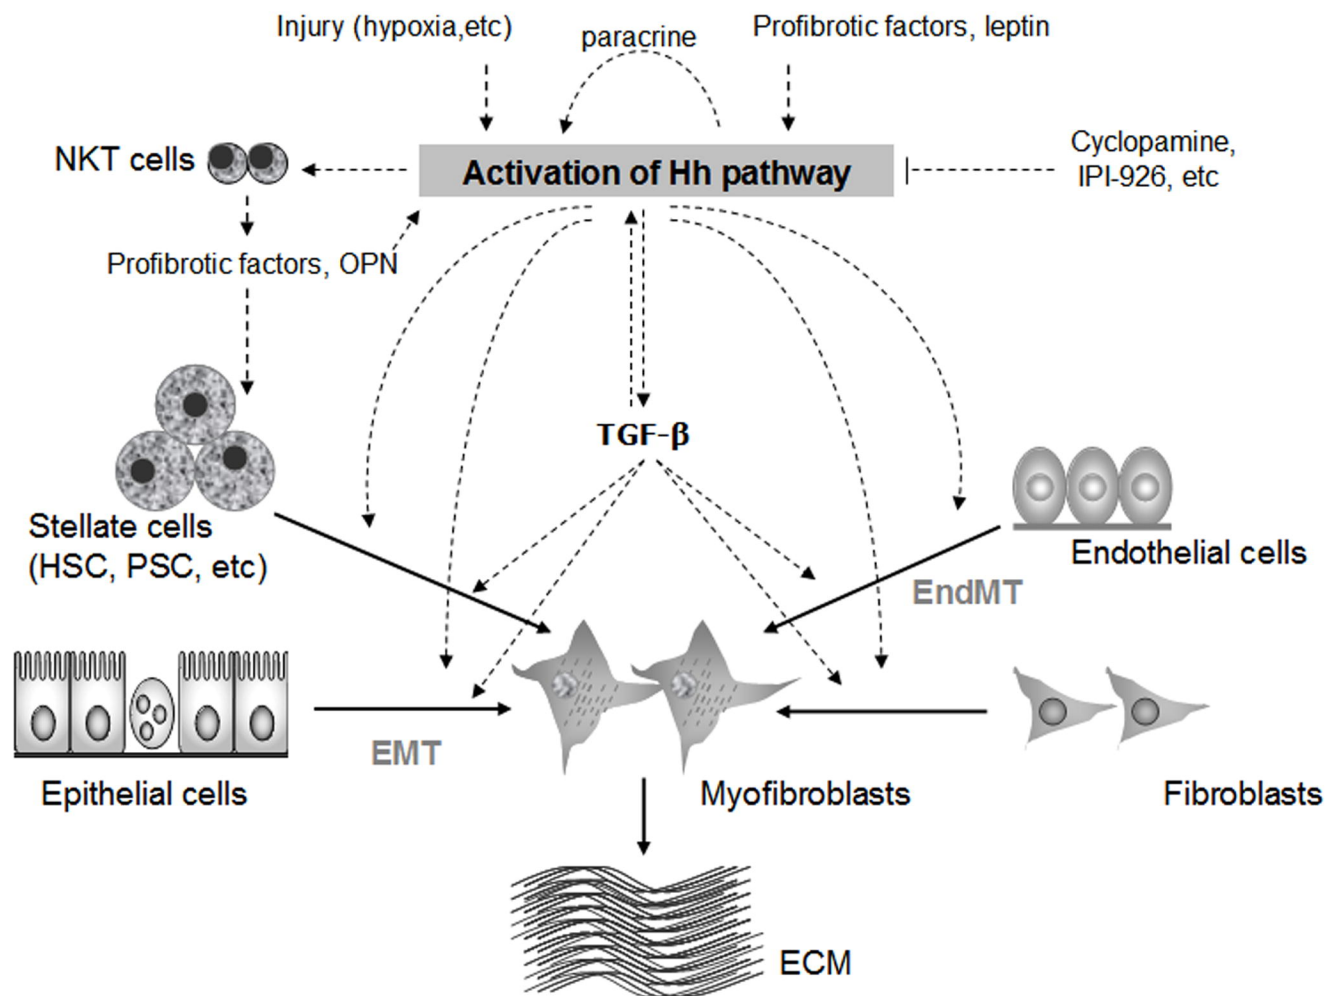 Injury (hypoxia,etc)
paracrine
Profibrotic factors, leptin
NKT cells
Activation of Hh pathway
Cyclopamine,
IPI-926, etc
Profibrotic factors, OPN
TGF-β
Stellate cells
(HSC, PSC, etc)
Endothelial cells
EndMT
EMT
Epithelial cells
Myofibroblasts
Fibroblasts
ECM